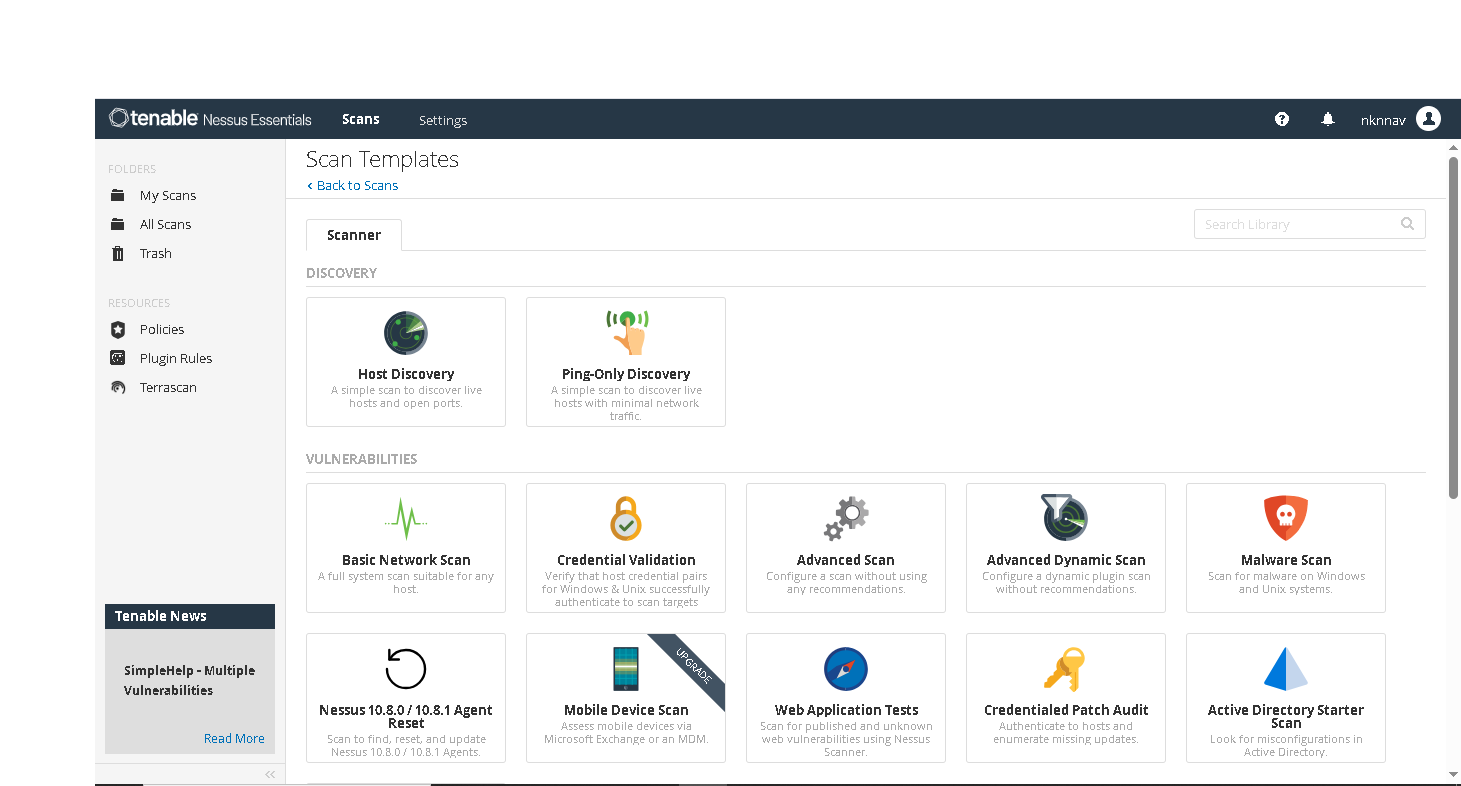 tenable Nessus Essentials Scans Settings nknnav
FOLDERS
My Scans
All Scans
Trash
RESOURCES
Policies
Plugin Rules
Terrascan
Tenable News
SimpleHelp - Multiple
Vulnerabilities
Read More
Scan Templates
‹ Back to Scans
Scanner
Search Library
DISCOVERY
Host Discovery
A simple scan to discover live
hosts and open ports.
Ping-Only Discovery
A simple scan to discover live
hosts with minimal network
traffic.
VULNERABILITIES
Basic Network Scan
A full system scan suitable for any
host.
Credential Validation
Verify that host credential pairs
for Windows & Unix successfully
authenticate to scan targets
Advanced Scan
Configure a scan without using
any recommendations.
Advanced Dynamic Scan
Configure a dynamic plugin scan
without recommendations.
Malware Scan
Scan for malware on Windows
and Unix systems.
Nessus 10.8.0 / 10.8.1 Agent
Reset
Scan to find, reset, and update
Nessus 10.8.0 / 10.8.1 Agents.
UPGRADE
Mobile Device Scan
Assess mobile devices via
Microsoft Exchange or an MDM.
Web Application Tests
Scan for published and unknown
web vulnerabilities using Nessus
Scanner.
Credentialed Patch Audit
Authenticate to hosts and
enumerate missing updates.
Active Directory Starter
Scan
Look for misconfigurations in
Active Directory.